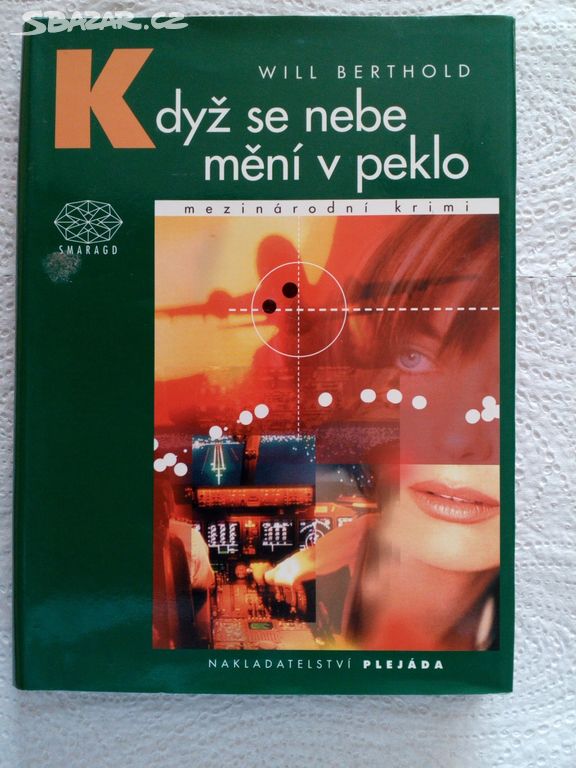 SBAZAR.CZ
WILL BERTHOLD
Když se nebe
mění v peklo
mezinárodní krimi
SMARAGD
NAKLADATELSTVÍ PLEJÁDA